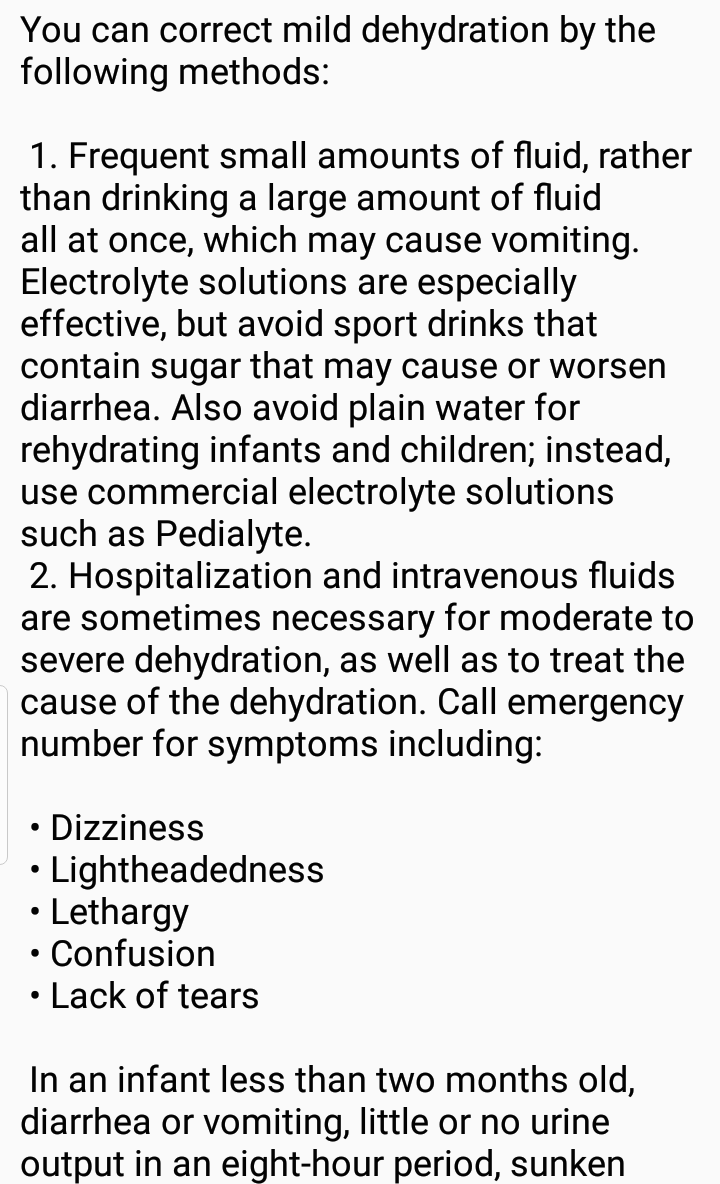 You can correct mild dehydration by the
following methods:
1. Frequent small amounts of fluid, rather
than drinking a large amount of fluid
all at once, which may cause vomiting.
Electrolyte solutions are especially
effective, but avoid sport drinks that
contain sugar that may cause or worsen
diarrhea. Also avoid plain water for
rehydrating infants and children; instead,
use commercial electrolyte solutions
such as Pedialyte.
2. Hospitalization and intravenous fluids
are sometimes necessary for moderate to
severe dehydration, as well as to treat the
cause of the dehydration. Call emergency
number for symptoms including:
• Dizziness
• Lightheadedness
• Lethargy
• Confusion
• Lack of tears
In an infant less than two months old,
diarrhea or vomiting, little or no urine
output in an eight-hour period, sunken